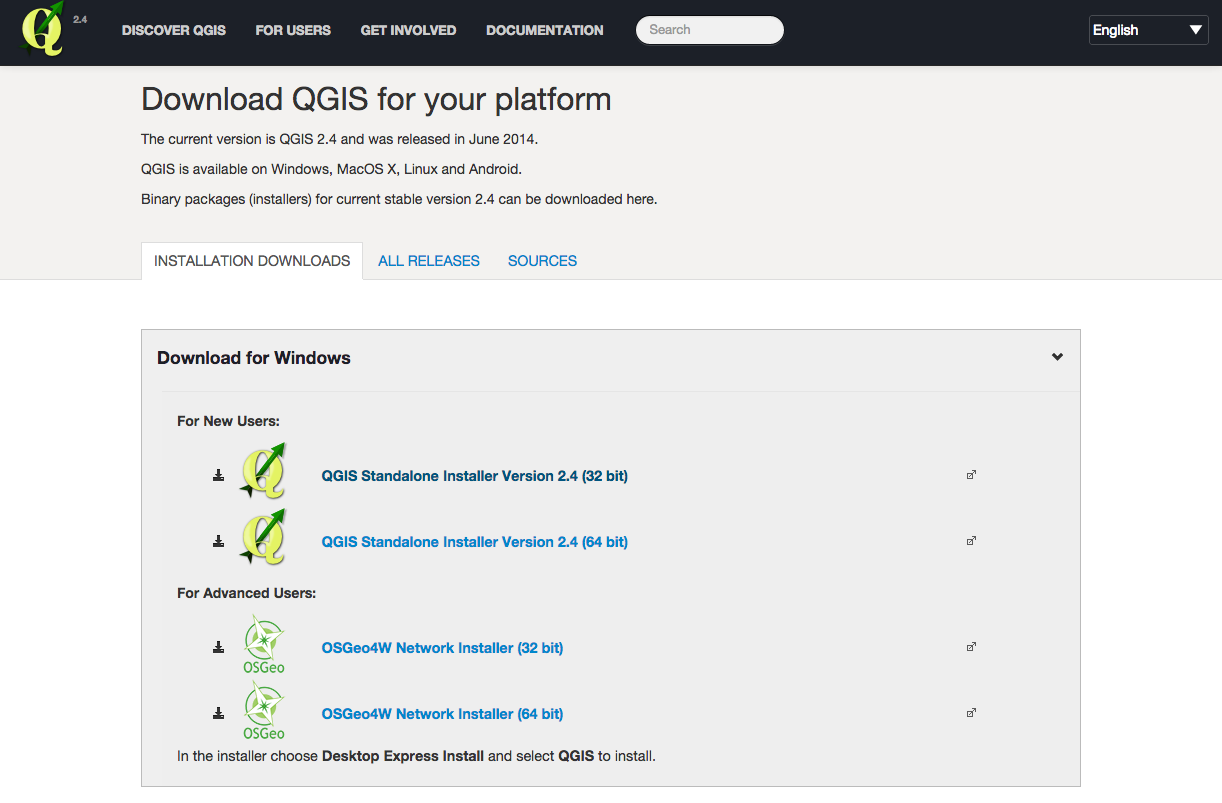 2.4
DISCOVER QGIS FOR USERS GET INVOLVED DOCUMENTATION Search English
Download QGIS for your platform
The current version is QGIS 2.4 and was released in June 2014.
QGIS is available on Windows, MacOS X, Linux and Android.
Binary packages (installers) for current stable version 2.4 can be downloaded here.
INSTALLATION DOWNLOADS ALL RELEASES SOURCES
Download for Windows
For New Users:
QGIS Standalone Installer Version 2.4 (32 bit)
QGIS Standalone Installer Version 2.4 (64 bit)
For Advanced Users:
OSGeo
OSGeo4W Network Installer (32 bit)
OSGeo
OSGeo4W Network Installer (64 bit)
In the installer choose Desktop Express Install and select QGIS to install.